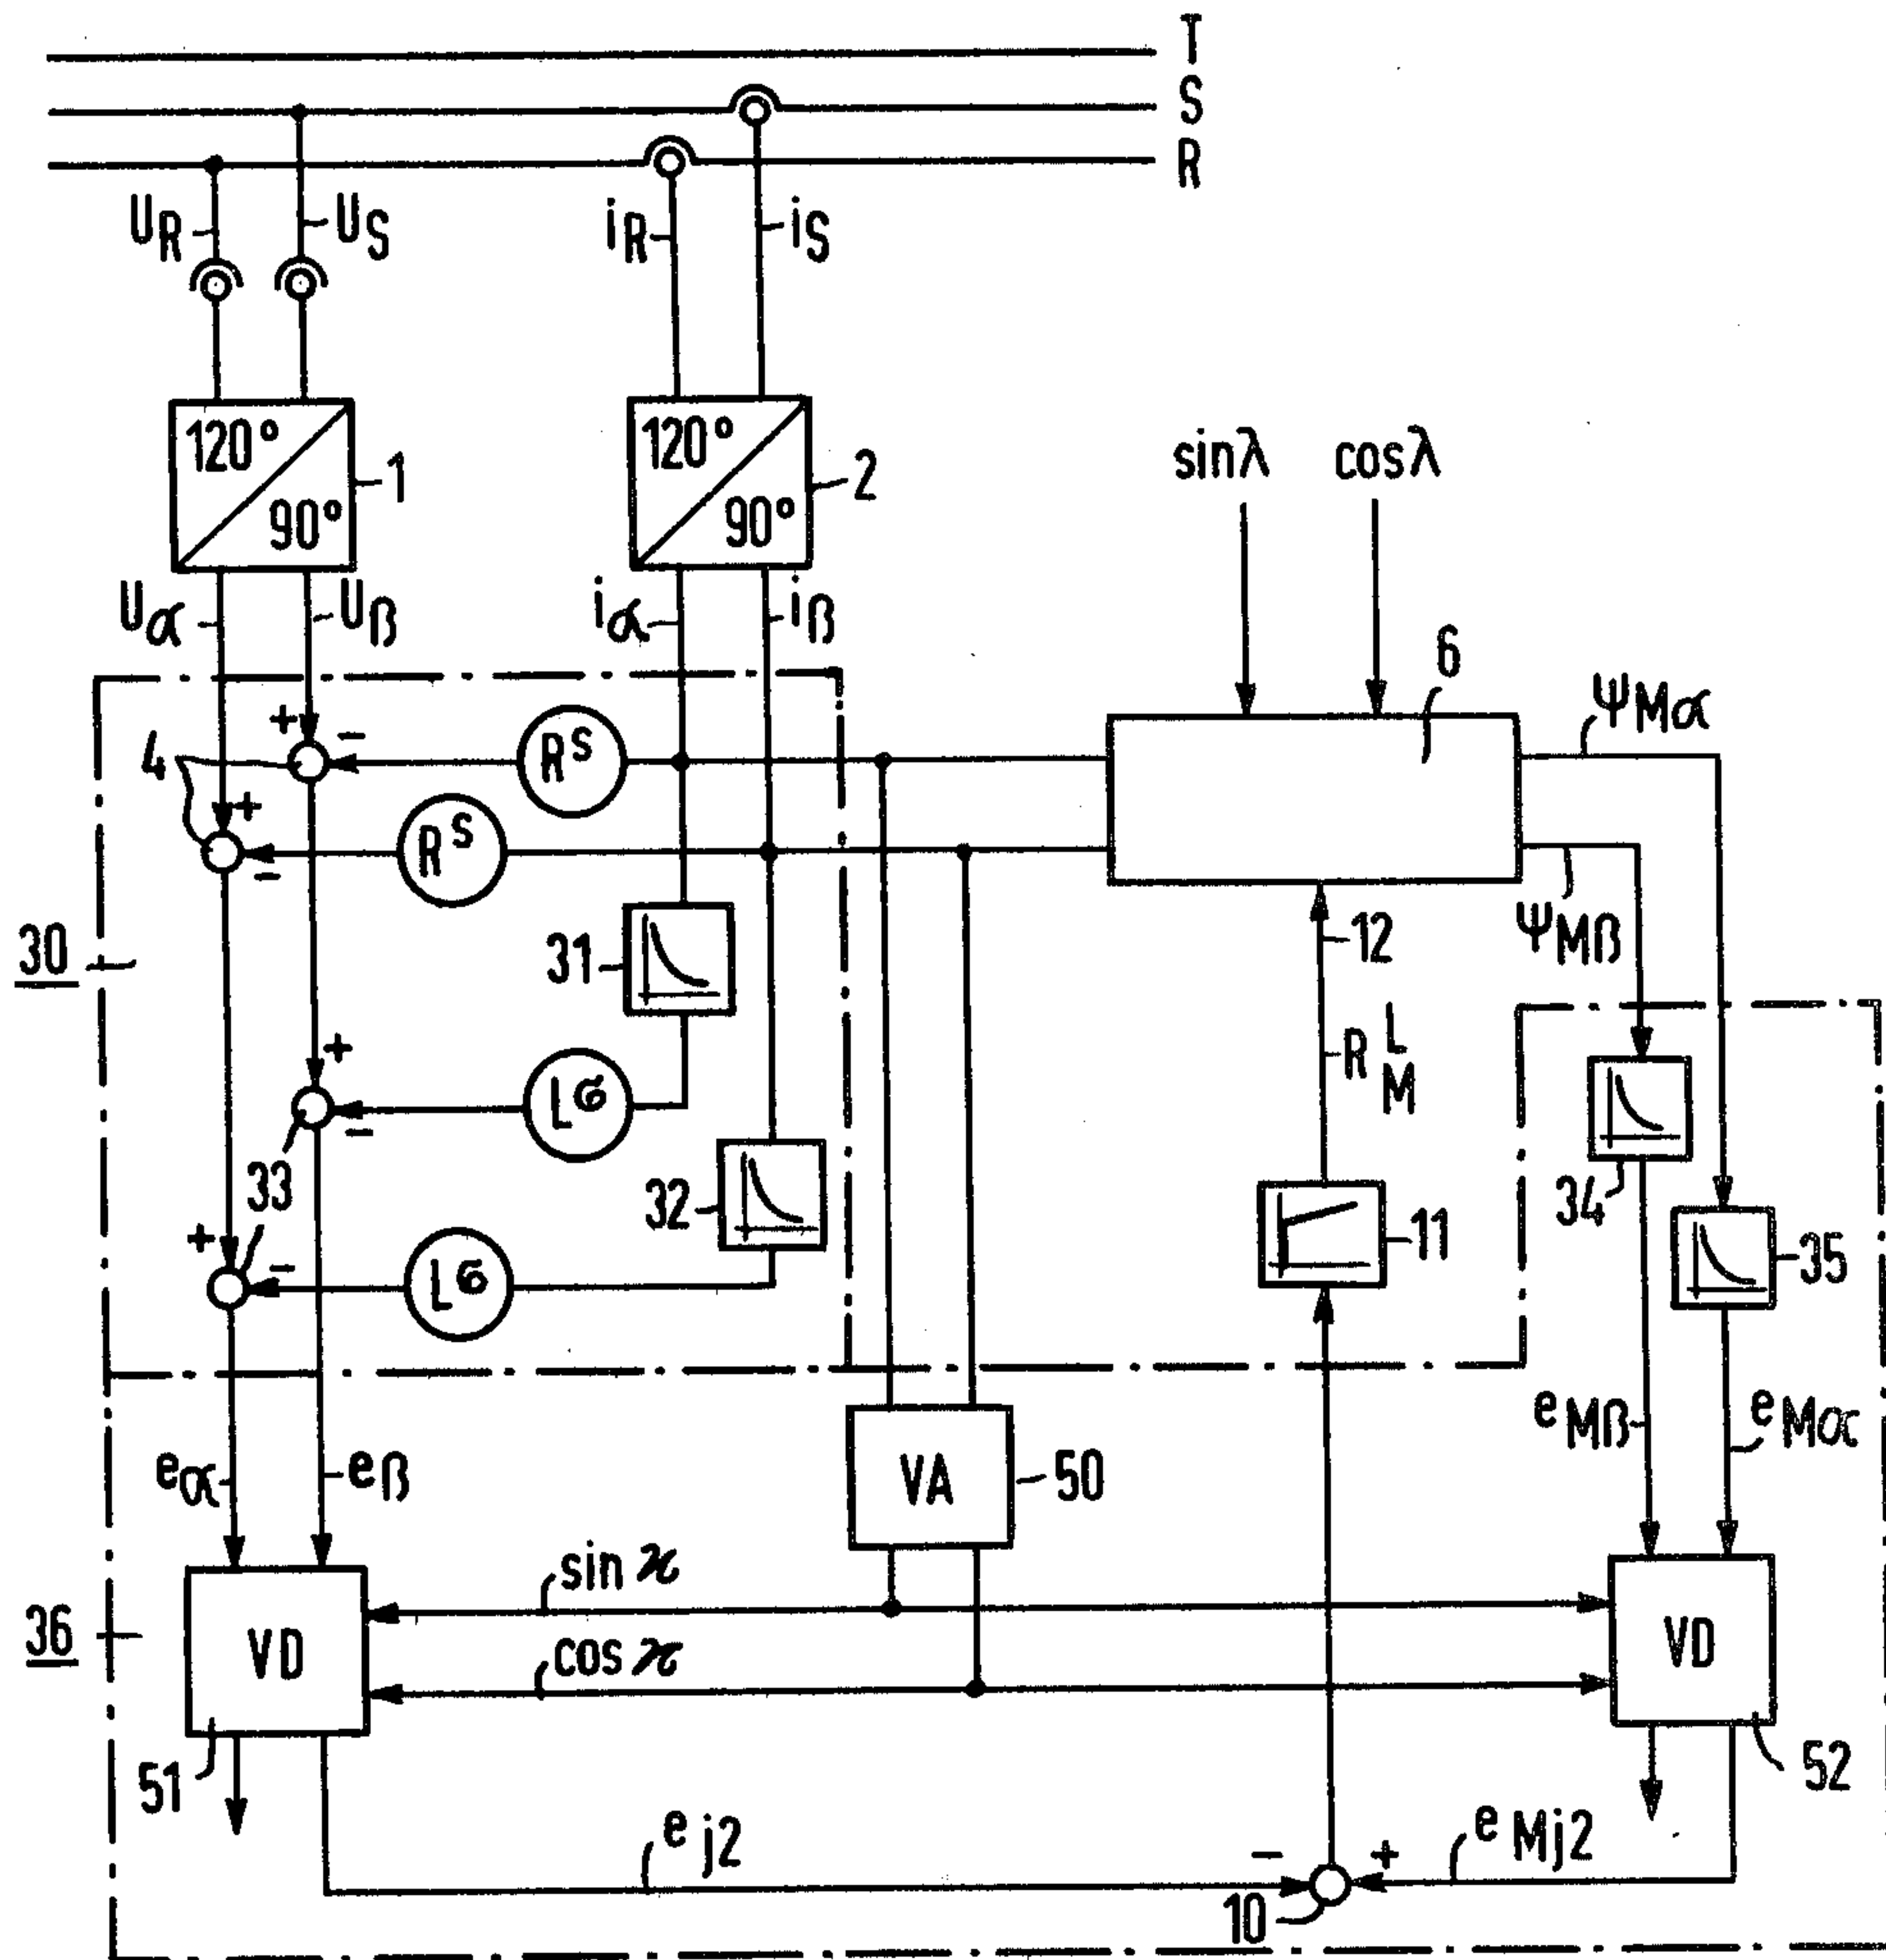 T
S
R
UR
US
iR
iS
120°
90°
1
120°
90°
2
sinλ
cosλ
Uα
Uβ
iα
iβ
6
ΨMα
4
+
-
RS
+
-
RS
ΨMβ
30
31
12
R L M
+
-
Lσ
33
34
32
11
35
+
-
Lσ
eMβ
eMα
eα
eβ
VA
50
sin ϰ
36
VD
cos ϰ
VD
51
52
ej2
-
+
eMj2
10